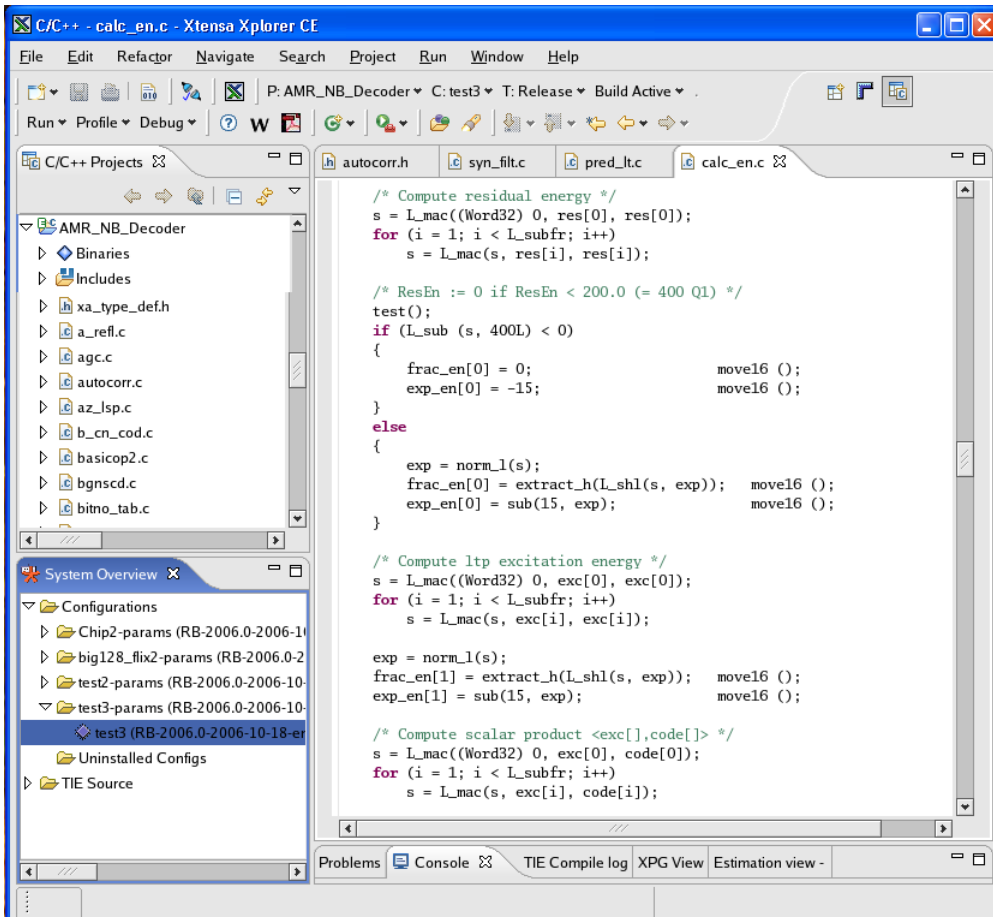 C/C++ - calc_en.c - Xtensa Xplorer CE
File Edit Refactor Navigate Search Project Run Window Help
P: AMR_NB_Decoder C: test3 T: Release Build Active
Run Profile Debug W
C/C++ Projects
AMR_NB_Decoder
Binaries
Includes
xa_type_def.h
a_refl.c
agc.c
autocorr.c
az_lsp.c
b_cn_cod.c
basicop2.c
bgnscd.c
bitno_tab.c
System Overview
Configurations
Chip2-params (RB-2006.0-2006-10
big128_flix2-params (RB-2006.0-2
test2-params (RB-2006.0-2006-10-
test3-params (RB-2006.0-2006-10-
test3 (RB-2006.0-2006-10-18-er
Uninstalled Configs
TIE Source
autocorr.h syn_filt.c pred_lt.c calc_en.c
/* Compute residual energy */
s = L_mac((Word32) 0, res[0], res[0]);
for (i = 1; i < L_subfr; i++)
s = L_mac(s, res[i], res[i]);
/* ResEn := 0 if ResEn < 200.0 (= 400 Q1) */
test();
if (L_sub (s, 400L) < 0)
{
frac_en[0] = 0; move16 ();
exp_en[0] = -15; move16 ();
}
else
{
exp = norm_l(s);
frac_en[0] = extract_h(L_shl(s, exp)); move16 ();
exp_en[0] = sub(15, exp); move16 ();
}
/* Compute ltp excitation energy */
s = L_mac((Word32) 0, exc[0], exc[0]);
for (i = 1; i < L_subfr; i++)
s = L_mac(s, exc[i], exc[i]);
exp = norm_l(s);
frac_en[1] = extract_h(L_shl(s, exp)); move16 ();
exp_en[1] = sub(15, exp); move16 ();
/* Compute scalar product <exc[],code[]> */
s = L_mac((Word32) 0, exc[0], code[0]);
for (i = 1; i < L_subfr; i++)
s = L_mac(s, exc[i], code[i]);
Problems Console TIE Compile log XPG View Estimation view -